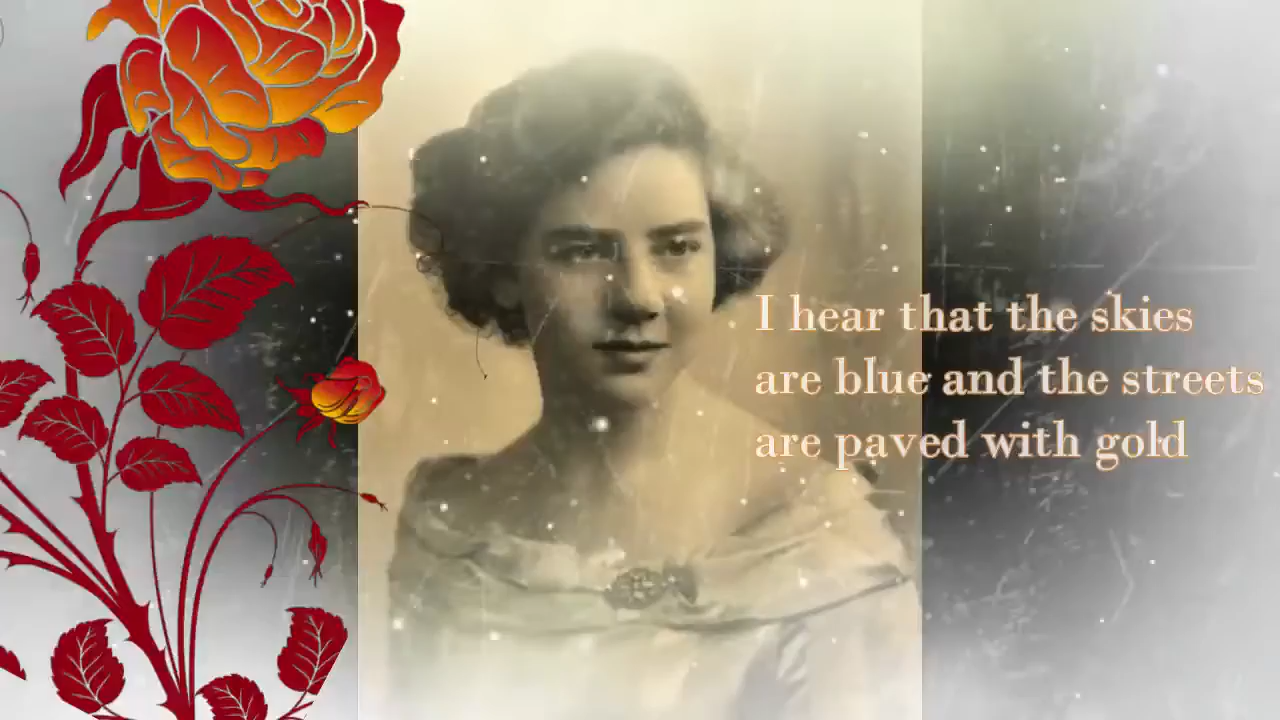 I hear that the skies
are blue and the streets
are paved with gold